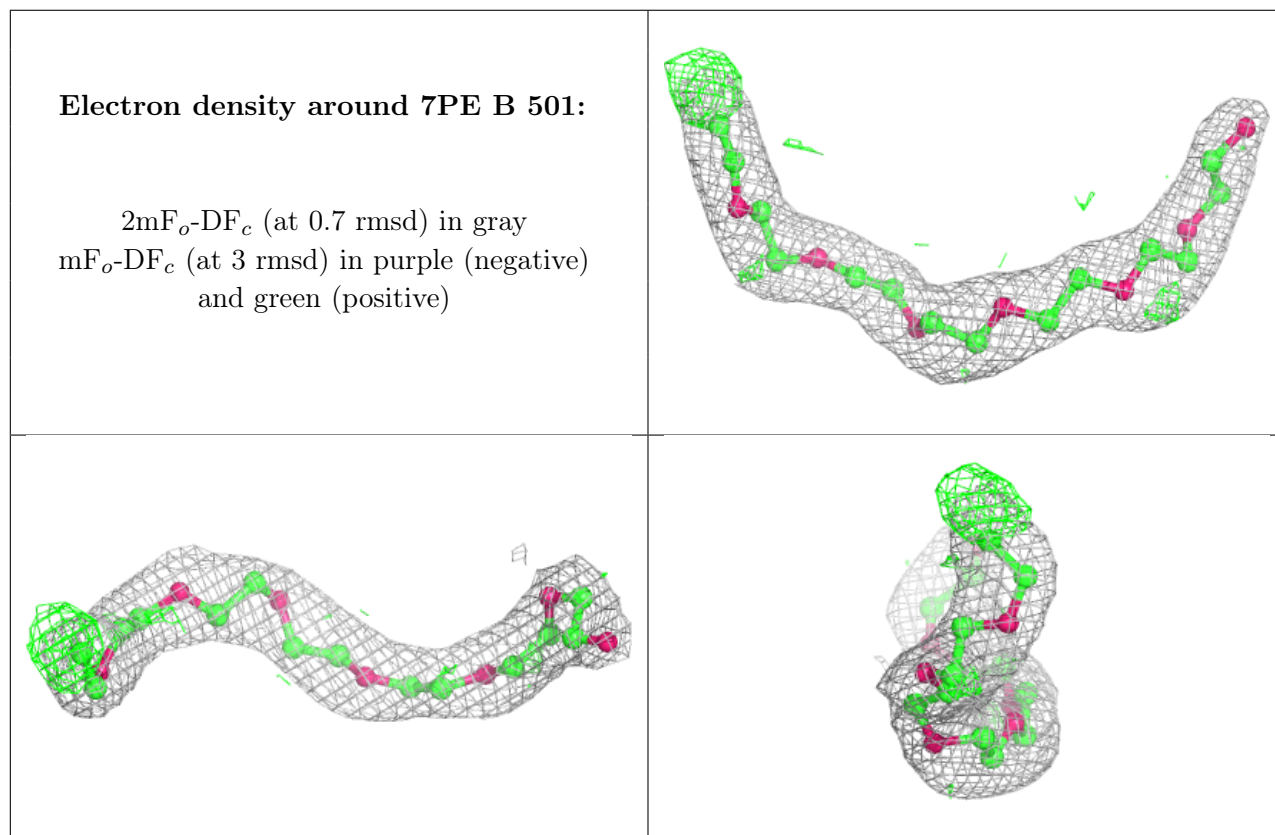 Electron density around 7PE B 501:
2mFₒ-DF𝑐 (at 0.7 rmsd) in gray
mFₒ-DF𝑐 (at 3 rmsd) in purple (negative)
and green (positive)